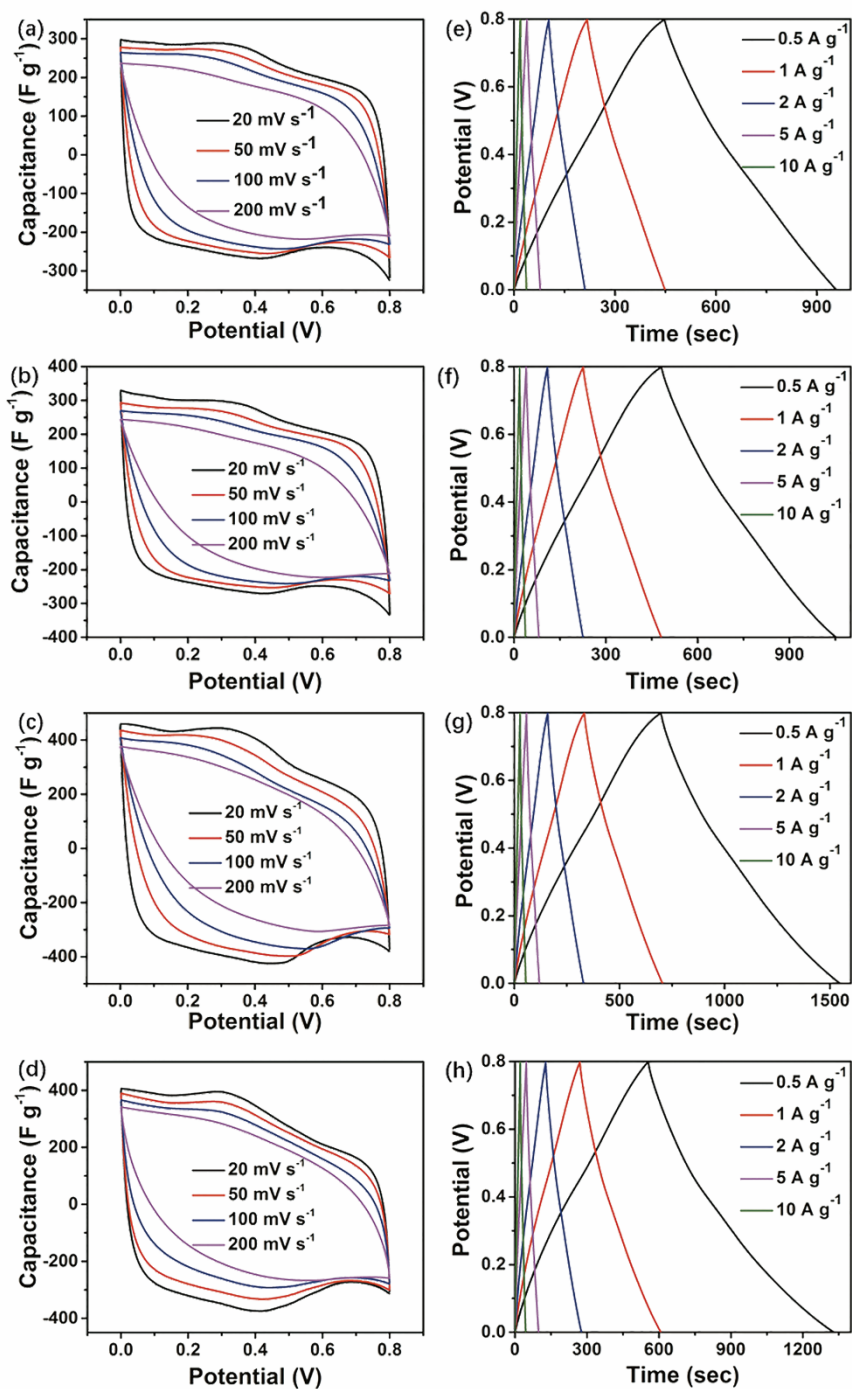 (a)
Capacitance (F g⁻¹)
300
200
100
0
-100
-200
-300
20 mV s⁻¹
50 mV s⁻¹
100 mV s⁻¹
200 mV s⁻¹
0.0 0.2 0.4 0.6 0.8
Potential (V)
(e)
Potential (V)
0.8
0.6
0.4
0.2
0.0
0.5 A g⁻¹
1 A g⁻¹
2 A g⁻¹
5 A g⁻¹
10 A g⁻¹
0 300 600 900
Time (sec)
(b)
Capacitance (F g⁻¹)
400
300
200
100
0
-100
-200
-300
-400
20 mV s⁻¹
50 mV s⁻¹
100 mV s⁻¹
200 mV s⁻¹
0.0 0.2 0.4 0.6 0.8
Potential (V)
(f)
Potential (V)
0.8
0.6
0.4
0.2
0.0
0.5 A g⁻¹
1 A g⁻¹
2 A g⁻¹
5 A g⁻¹
10 A g⁻¹
0 300 600 900
Time (sec)
(c)
Capacitance (F g⁻¹)
400
200
0
-200
-400
20 mV s⁻¹
50 mV s⁻¹
100 mV s⁻¹
200 mV s⁻¹
0.0 0.2 0.4 0.6 0.8
Potential (V)
(g)
Potential (V)
0.8
0.6
0.4
0.2
0.0
0.5 A g⁻¹
1 A g⁻¹
2 A g⁻¹
5 A g⁻¹
10 A g⁻¹
0 500 1000 1500
Time (sec)
(d)
Capacitance (F g⁻¹)
400
200
0
-200
-400
20 mV s⁻¹
50 mV s⁻¹
100 mV s⁻¹
200 mV s⁻¹
0.0 0.2 0.4 0.6 0.8
Potential (V)
(h)
Potential (V)
0.8
0.6
0.4
0.2
0.0
0.5 A g⁻¹
1 A g⁻¹
2 A g⁻¹
5 A g⁻¹
10 A g⁻¹
0 300 600 900 1200
Time (sec)